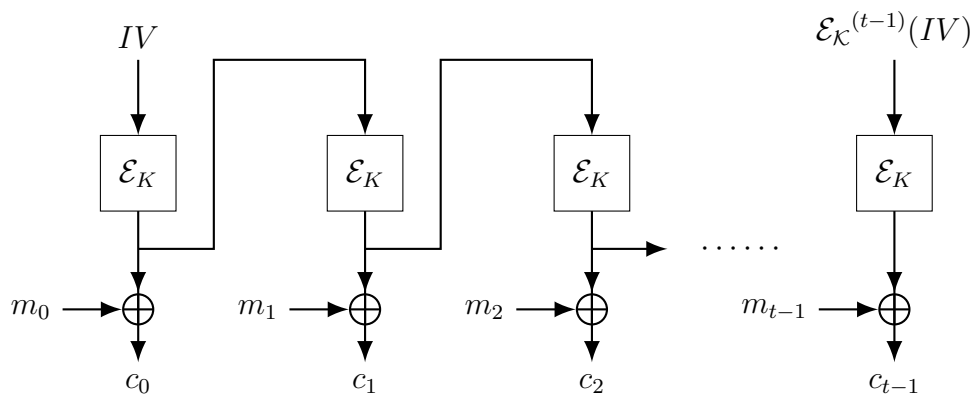 IV ℰ_𝒦^{(t−1)}(IV)
ℰ_K ℰ_K ℰ_K ℰ_K
⋯⋯
m_0 m_1 m_2 m_{t−1}
c_0 c_1 c_2 c_{t−1}